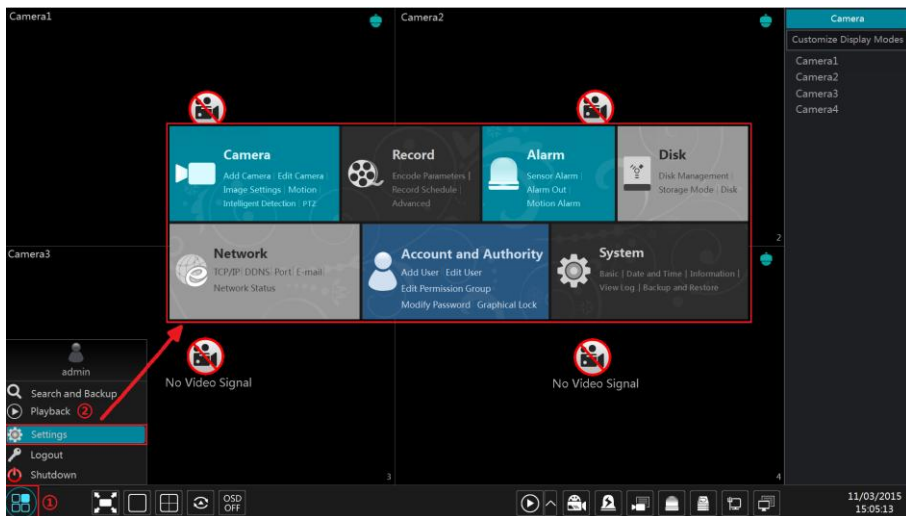 Camera1
Camera2
Camera
Customize Display Modes
Camera1
Camera2
Camera3
Camera4
Camera
Add Camera | Edit Camera
Image Settings | Motion
Intelligent Detection | PTZ
Record
Encode Parameters |
Record Schedule |
Advanced
Alarm
Sensor Alarm |
Alarm Out |
Motion Alarm
Disk
Disk Management |
Storage Mode | Disk
2
Camera3
Network
TCP/IP | DDNS | Port | E-mail
Network Status
Account and Authority
Add User | Edit User
Edit Permission Group
Modify Password | Graphical Lock
System
Basic | Date and Time | Information |
View Log | Backup and Restore
admin
Search and Backup
Playback ②
Settings
Logout
Shutdown
No Video Signal
No Video Signal
3
4
①
OSD
OFF
11/03/2015
15:05:13